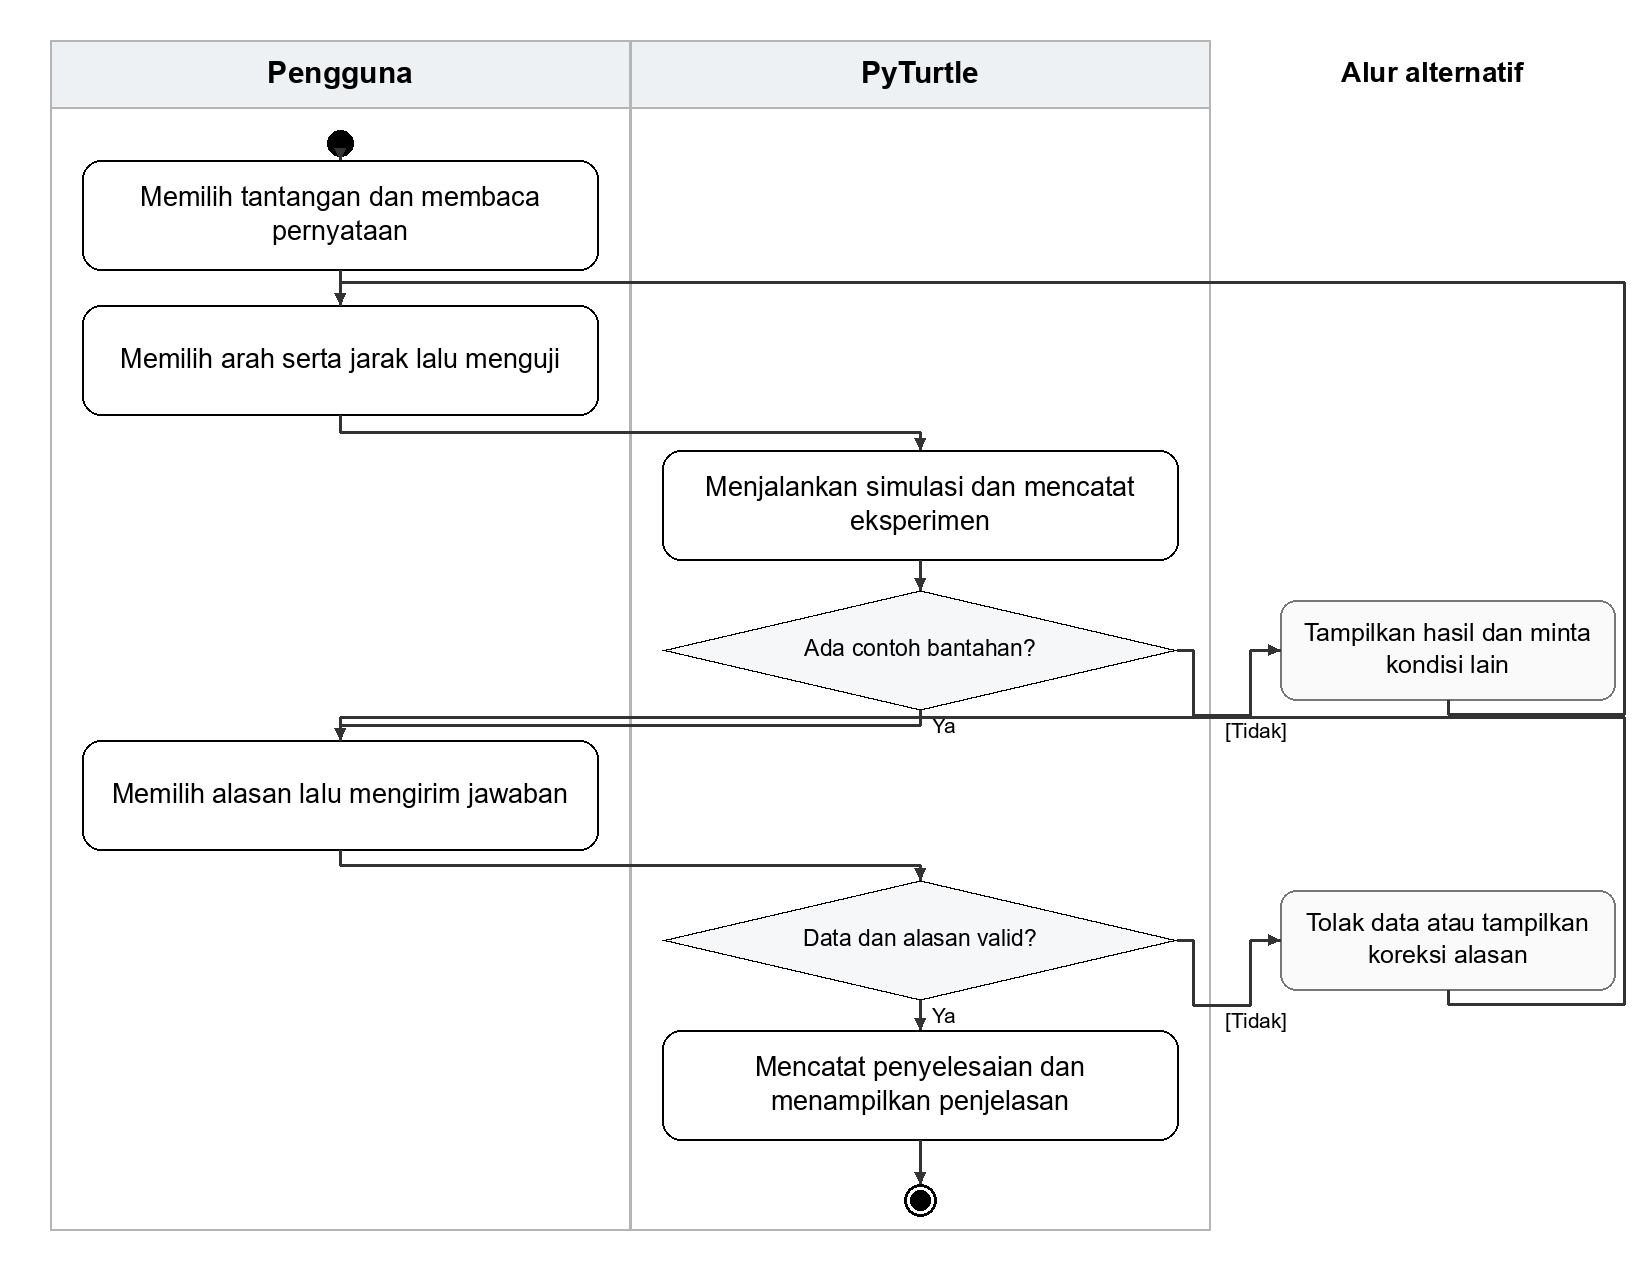 Pengguna
PyTurtle
Alur alternatif
Memilih tantangan dan membaca
pernyataan
Memilih arah serta jarak lalu menguji
Menjalankan simulasi dan mencatat
eksperimen
Ada contoh bantahan?
Tampilkan hasil dan minta
kondisi lain
Ya
[Tidak]
Memilih alasan lalu mengirim jawaban
Data dan alasan valid?
Tolak data atau tampilkan
koreksi alasan
Ya
[Tidak]
Mencatat penyelesaian dan
menampilkan penjelasan